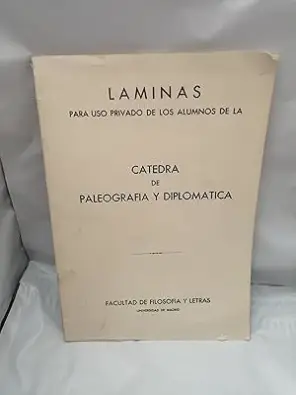 LAMINAS
PARA USO PRIVADO DE LOS ALUMNOS DE LA
CATEDRA
DE
PALEOGRAFIA Y DIPLOMATICA
FACULTAD DE FILOSOFIA Y LETRAS
UNIVERSIDAD DE MADRID